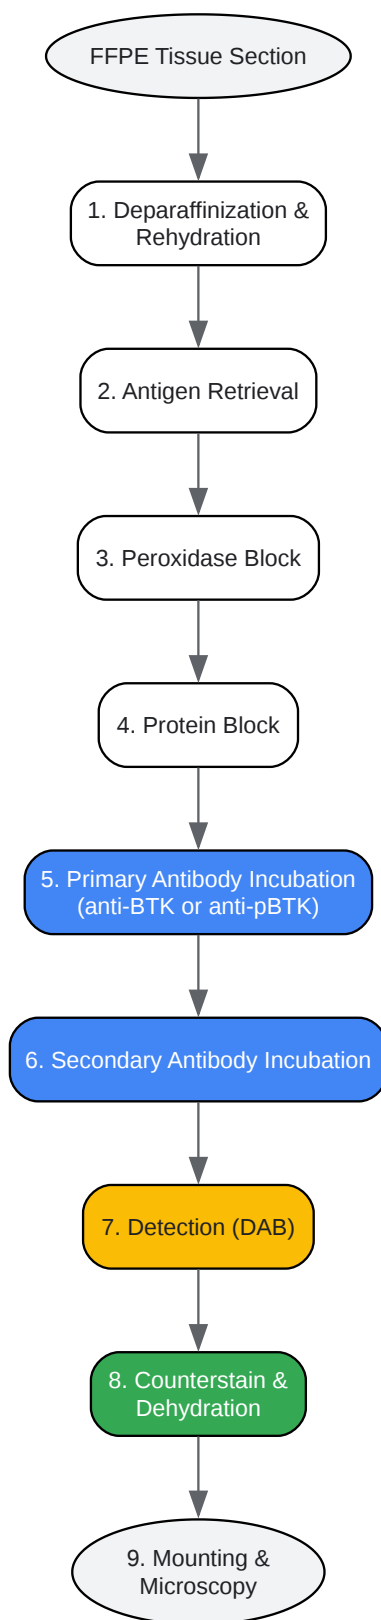 FFPE Tissue Section
1. Deparaffinization &
Rehydration
2. Antigen Retrieval
3. Peroxidase Block
4. Protein Block
5. Primary Antibody Incubation
(anti-BTK or anti-pBTK)
6. Secondary Antibody Incubation
7. Detection (DAB)
8. Counterstain &
Dehydration
9. Mounting &
Microscopy